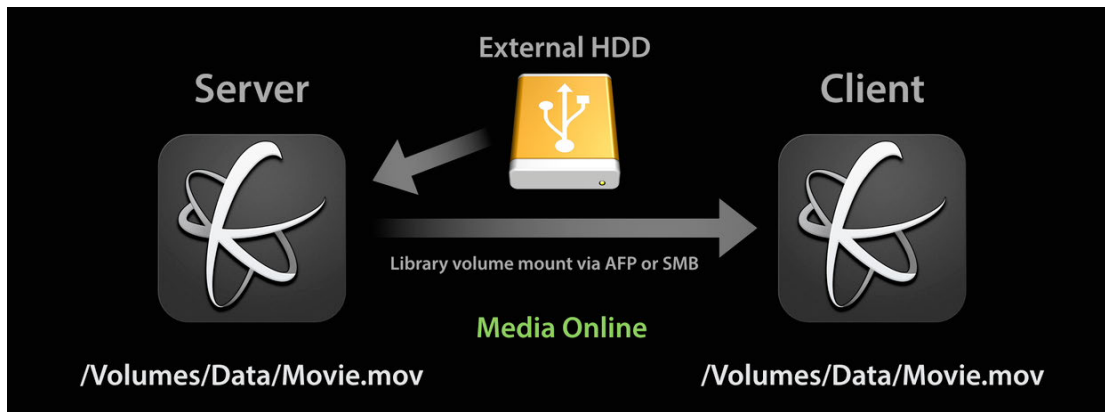 External HDD
Server
Client
Library volume mount via AFP or SMB
Media Online
/Volumes/Data/Movie.mov
/Volumes/Data/Movie.mov